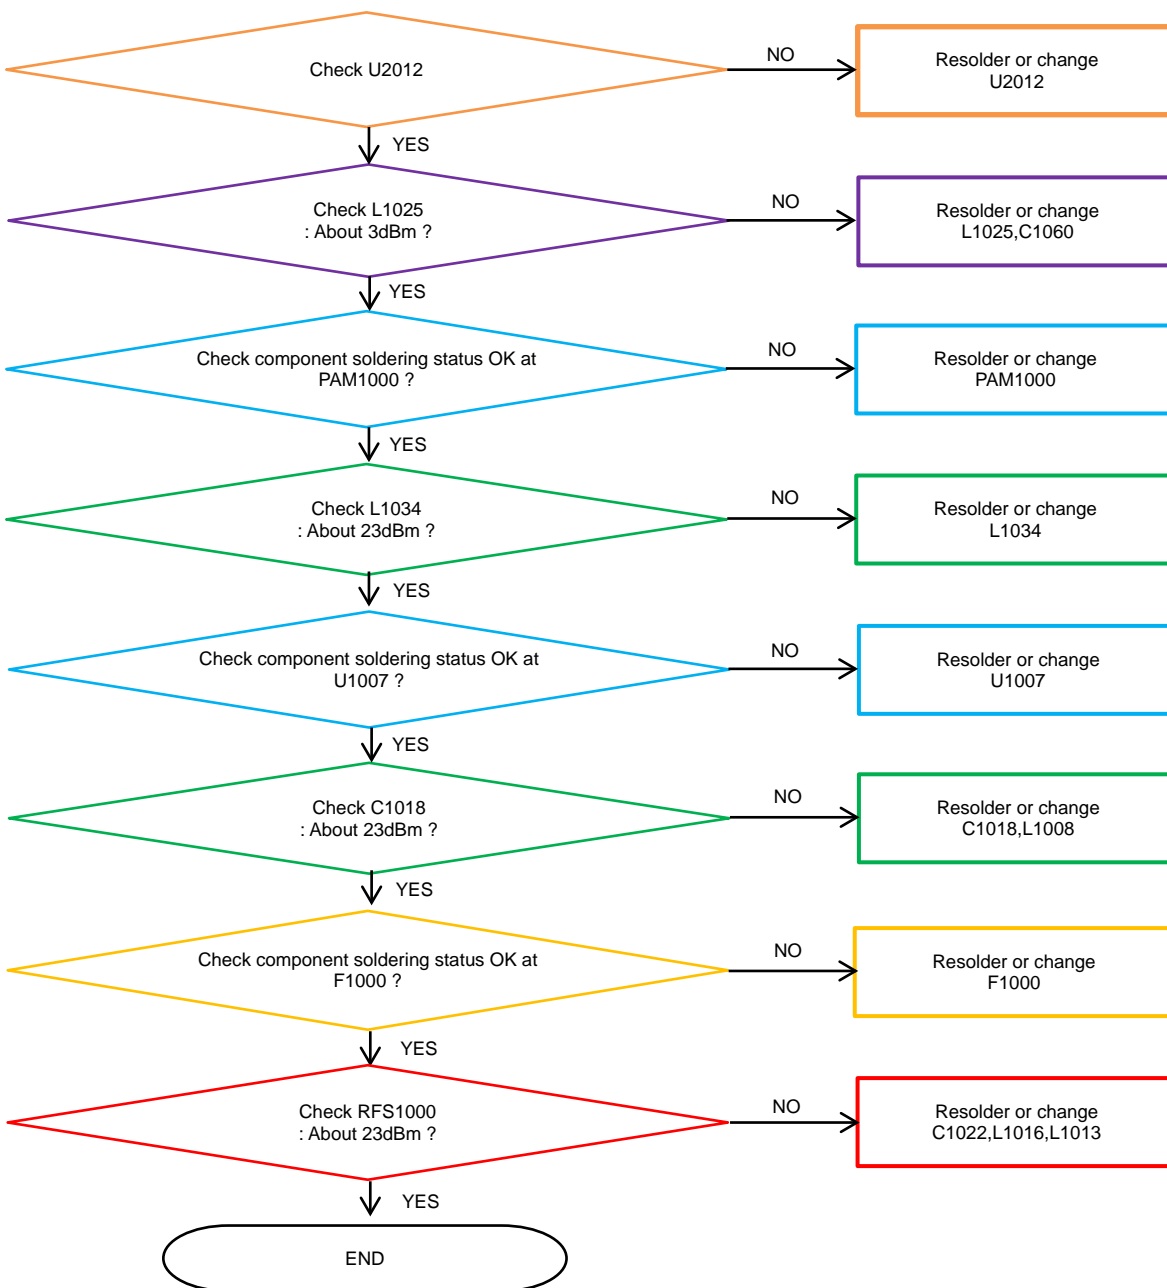 Check U2012
NO
Resolder or change
U2012
YES
Check L1025
: About 3dBm ?
NO
Resolder or change
L1025,C1060
YES
Check component soldering status OK at
PAM1000 ?
NO
Resolder or change
PAM1000
YES
Check L1034
: About 23dBm ?
NO
Resolder or change
L1034
YES
Check component soldering status OK at
U1007 ?
NO
Resolder or change
U1007
YES
Check C1018
: About 23dBm ?
NO
Resolder or change
C1018,L1008
YES
Check component soldering status OK at
F1000 ?
NO
Resolder or change
F1000
YES
Check RFS1000
: About 23dBm ?
NO
Resolder or change
C1022,L1016,L1013
YES
END